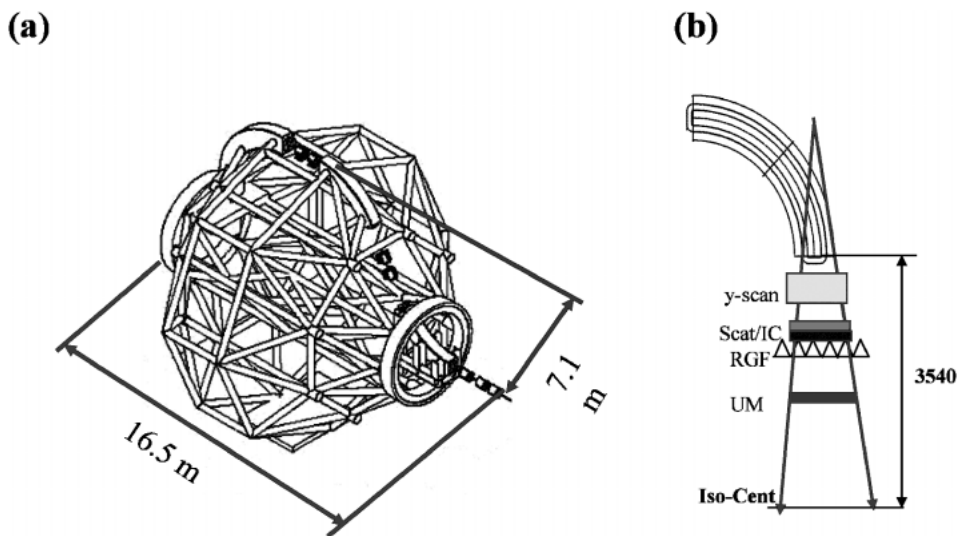 (a)
(b)
16.5 m
7.1
m
y-scan
Scat/IC
RGF
UM
3540
Iso-Cent